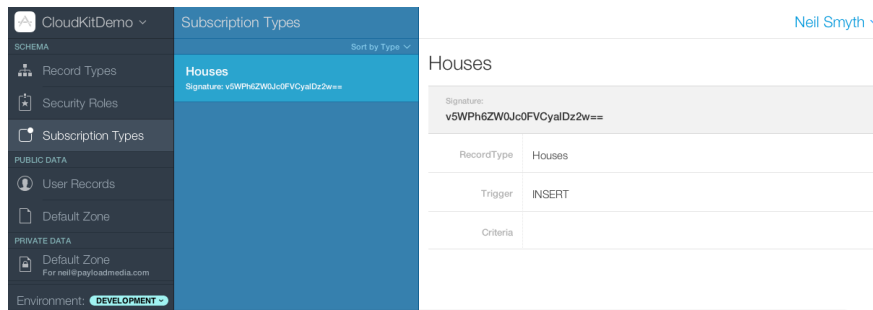 CloudKitDemo
SCHEMA
Record Types
Security Roles
Subscription Types
PUBLIC DATA
User Records
Default Zone
PRIVATE DATA
Default Zone
For neil@payloadmedia.com
Environment: DEVELOPMENT
Subscription Types
Sort by Type
Houses
Signature: v5WPh6ZW0Jc0FVCyalDz2w==
Neil Smyth
Houses
Signature:
v5WPh6ZW0Jc0FVCyalDz2w==
RecordType Houses
Trigger INSERT
Criteria